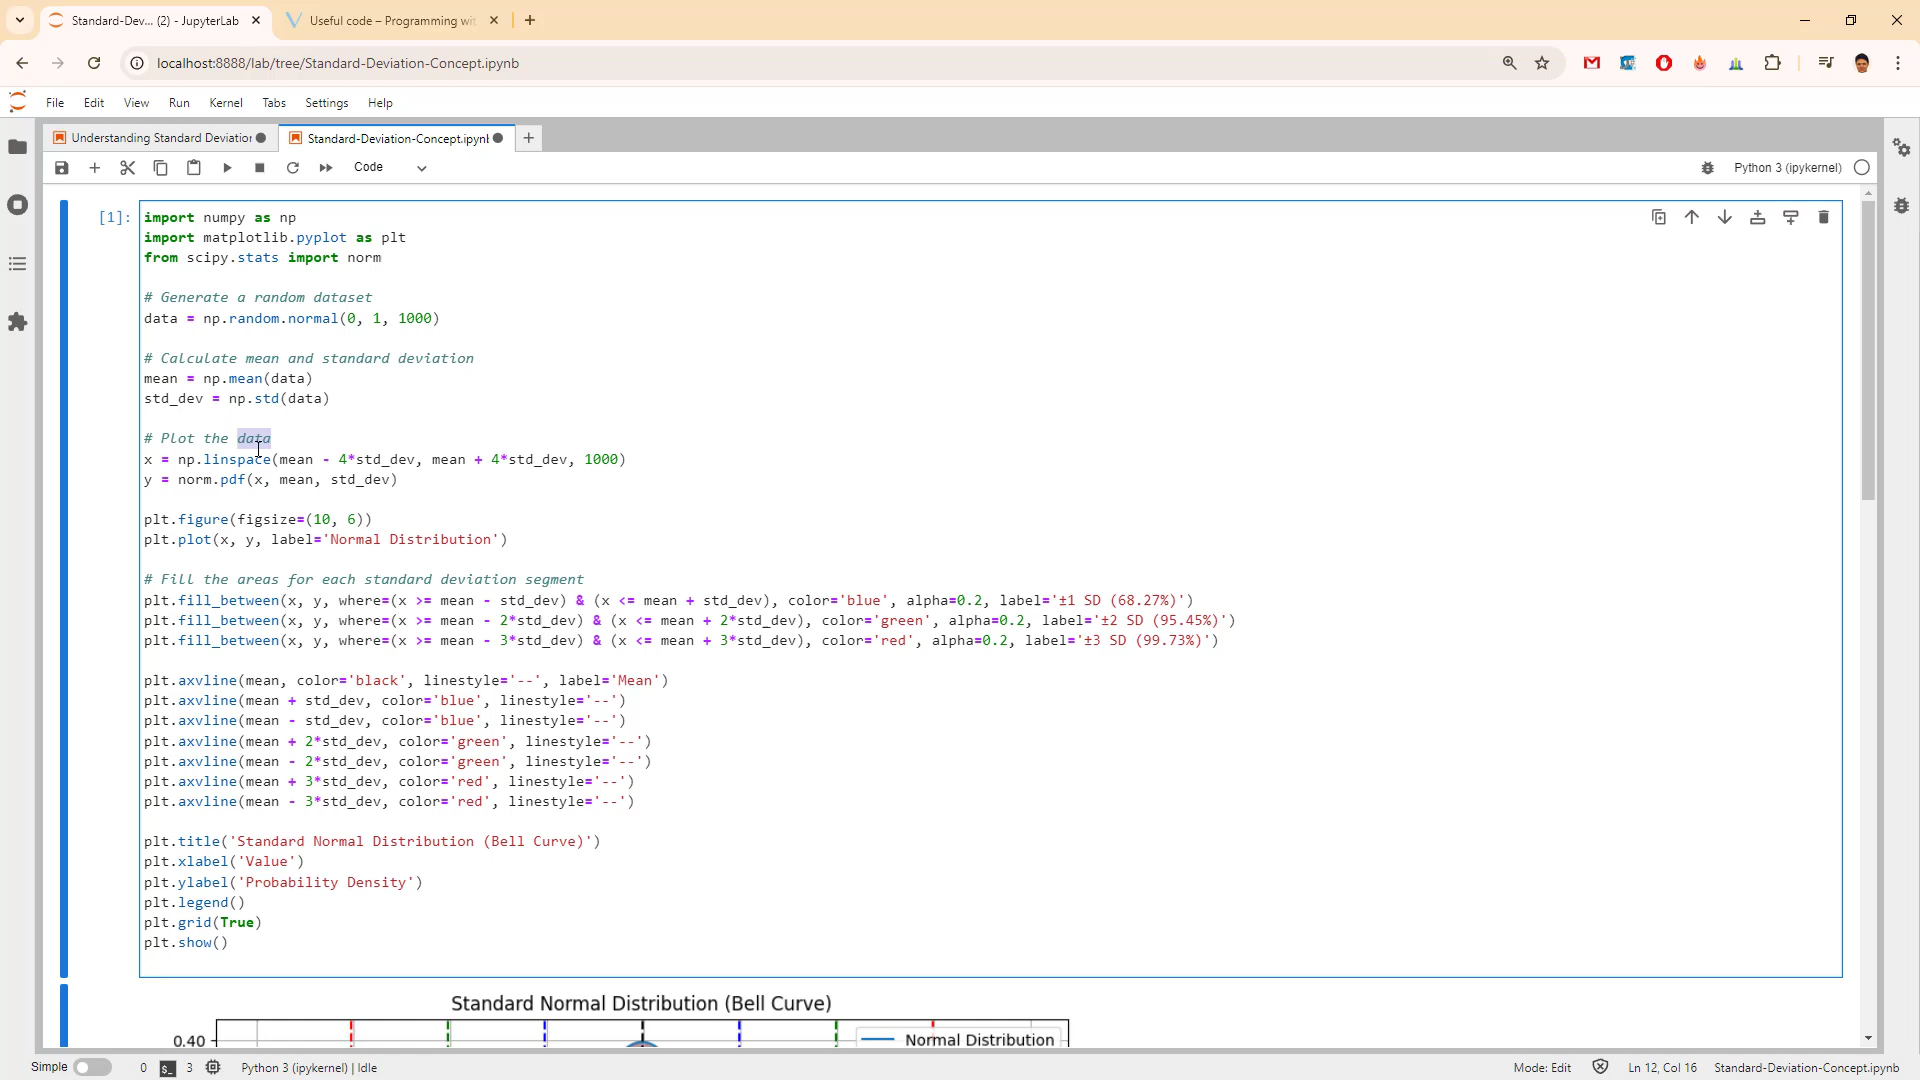 Standard-Dev... (2) - JupyterLab
Useful code – Programming wit
localhost:8888/lab/tree/Standard-Deviation-Concept.ipynb
File Edit View Run Kernel Tabs Settings Help
Understanding Standard Deviation
Standard-Deviation-Concept.ipynb
Code
Python 3 (ipykernel)
[1]:
import numpy as np
import matplotlib.pyplot as plt
from scipy.stats import norm
# Generate a random dataset
data = np.random.normal(0, 1, 1000)
# Calculate mean and standard deviation
mean = np.mean(data)
std_dev = np.std(data)
# Plot the data
x = np.linspace(mean - 4*std_dev, mean + 4*std_dev, 1000)
y = norm.pdf(x, mean, std_dev)
plt.figure(figsize=(10, 6))
plt.plot(x, y, label='Normal Distribution')
# Fill the areas for each standard deviation segment
plt.fill_between(x, y, where=(x >= mean - std_dev) & (x <= mean + std_dev), color='blue', alpha=0.2, label='±1 SD (68.27%)')
plt.fill_between(x, y, where=(x >= mean - 2*std_dev) & (x <= mean + 2*std_dev), color='green', alpha=0.2, label='±2 SD (95.45%)')
plt.fill_between(x, y, where=(x >= mean - 3*std_dev) & (x <= mean + 3*std_dev), color='red', alpha=0.2, label='±3 SD (99.73%)')
plt.axvline(mean, color='black', linestyle='--', label='Mean')
plt.axvline(mean + std_dev, color='blue', linestyle='--')
plt.axvline(mean - std_dev, color='blue', linestyle='--')
plt.axvline(mean + 2*std_dev, color='green', linestyle='--')
plt.axvline(mean - 2*std_dev, color='green', linestyle='--')
plt.axvline(mean + 3*std_dev, color='red', linestyle='--')
plt.axvline(mean - 3*std_dev, color='red', linestyle='--')
plt.title('Standard Normal Distribution (Bell Curve)')
plt.xlabel('Value')
plt.ylabel('Probability Density')
plt.legend()
plt.grid(True)
plt.show()
Standard Normal Distribution (Bell Curve)
0.40
Normal Distribution
Simple 0 3 Python 3 (ipykernel) | Idle Mode: Edit Ln 12, Col 16 Standard-Deviation-Concept.ipynb